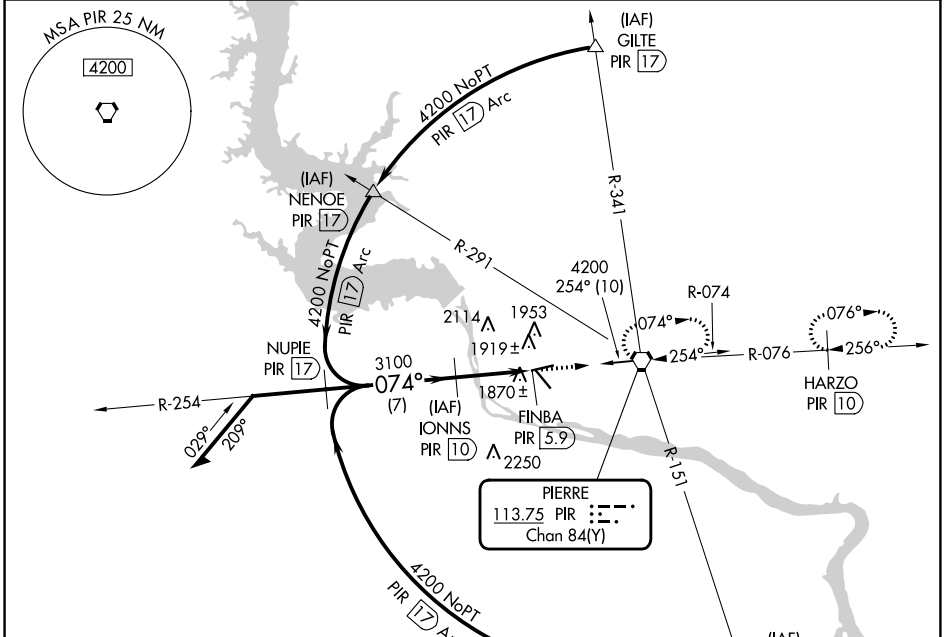 MSA PIR 25 NM
4200
(IAF)
GILTE
PIR 17
4200 NoPT
PIR 17 Arc
(IAF)
NENOE
PIR 17
R-341
R-291
4200 NoPT
PIR 17 Arc
4200
254° (10)
R-074
074°
254°
R-076
076°
256°
HARZO
PIR 10
2114
1953
1919±
1870±
NUPIE
PIR 17
3100
074°
(7)
(IAF)
IONNS
PIR 10
FINBA
PIR 5.9
2250
R-254
029°
209°
R-151
PIERRE
113.75 PIR
Chan 84(Y)
4200 NoPT
PIR 17 Arc
(IAF)